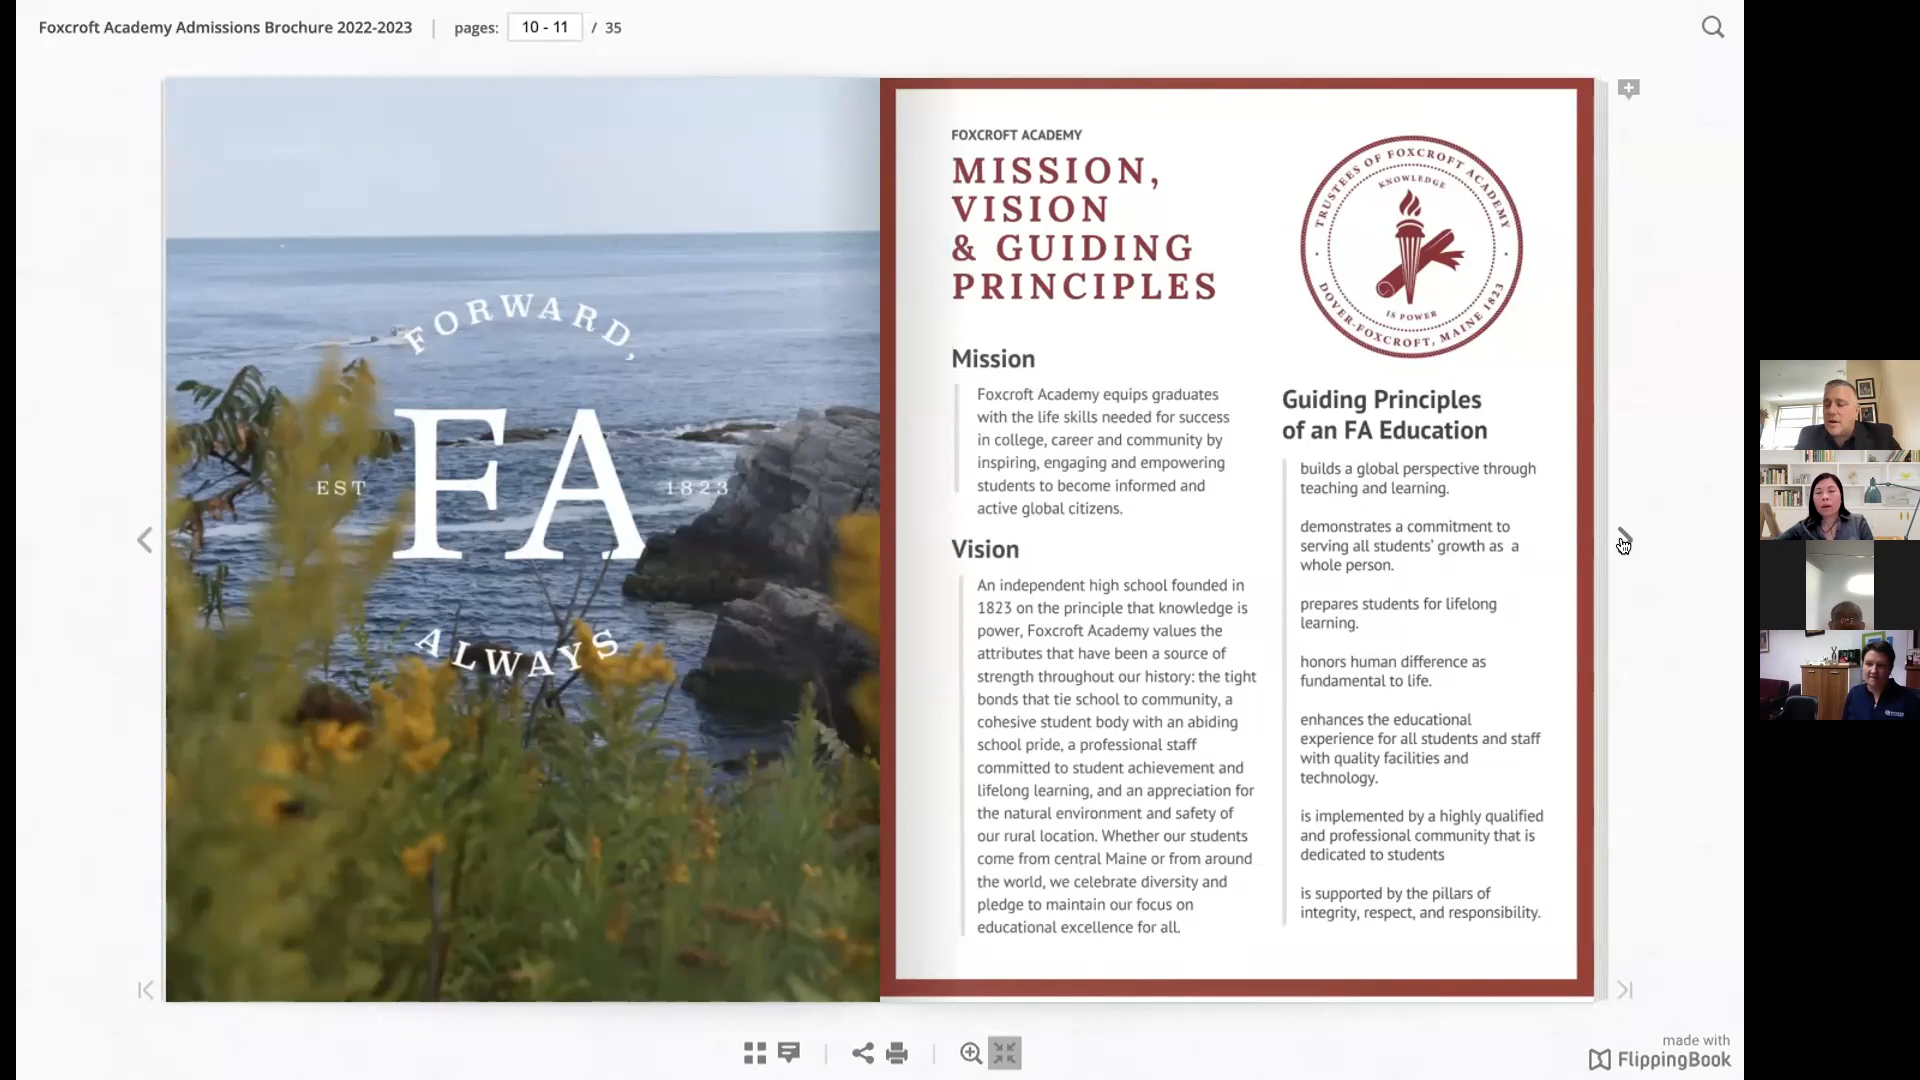 Foxcroft Academy Admissions Brochure 2022-2023
pages: 10 - 11 / 35
FORWARD,
EST FA 1823
ALWAYS
FOXCROFT ACADEMY
MISSION,
VISION
& GUIDING
PRINCIPLES
TRUSTEES OF FOXCROFT ACADEMY
KNOWLEDGE
IS POWER
DOVER-FOXCROFT, MAINE 1823
Mission
Foxcroft Academy equips graduates
with the life skills needed for success
in college, career and community by
inspiring, engaging and empowering
students to become informed and
active global citizens.
Vision
An independent high school founded in
1823 on the principle that knowledge is
power, Foxcroft Academy values the
attributes that have been a source of
strength throughout our history: the tight
bonds that tie school to community, a
cohesive student body with an abiding
school pride, a professional staff
committed to student achievement and
lifelong learning, and an appreciation for
the natural environment and safety of
our rural location. Whether our students
come from central Maine or from around
the world, we celebrate diversity and
pledge to maintain our focus on
educational excellence for all.
Guiding Principles
of an FA Education
builds a global perspective through
teaching and learning.
demonstrates a commitment to
serving all students' growth as a
whole person.
prepares students for lifelong
learning.
honors human difference as
fundamental to life.
enhances the educational
experience for all students and staff
with quality facilities and
technology.
is implemented by a highly qualified
and professional community that is
dedicated to students
is supported by the pillars of
integrity, respect, and responsibility.
made with
FlippingBook